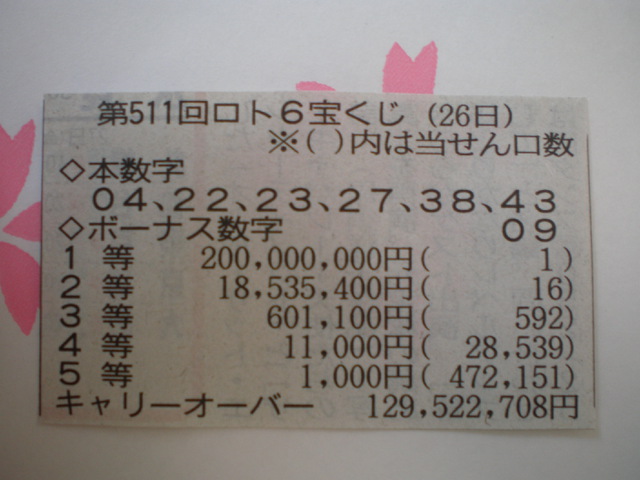 第511回ロト6宝くじ (26日)
※( )内は当せん口数
◇本数字
04、22、23、27、38、43
◇ボーナス数字 09
1 等 200,000,000円( 1)
2 等 18,535,400円( 16)
3 等 601,100円( 592)
4 等 11,000円( 28,539)
5 等 1,000円( 472,151)
キャリーオーバー 129,522,708円